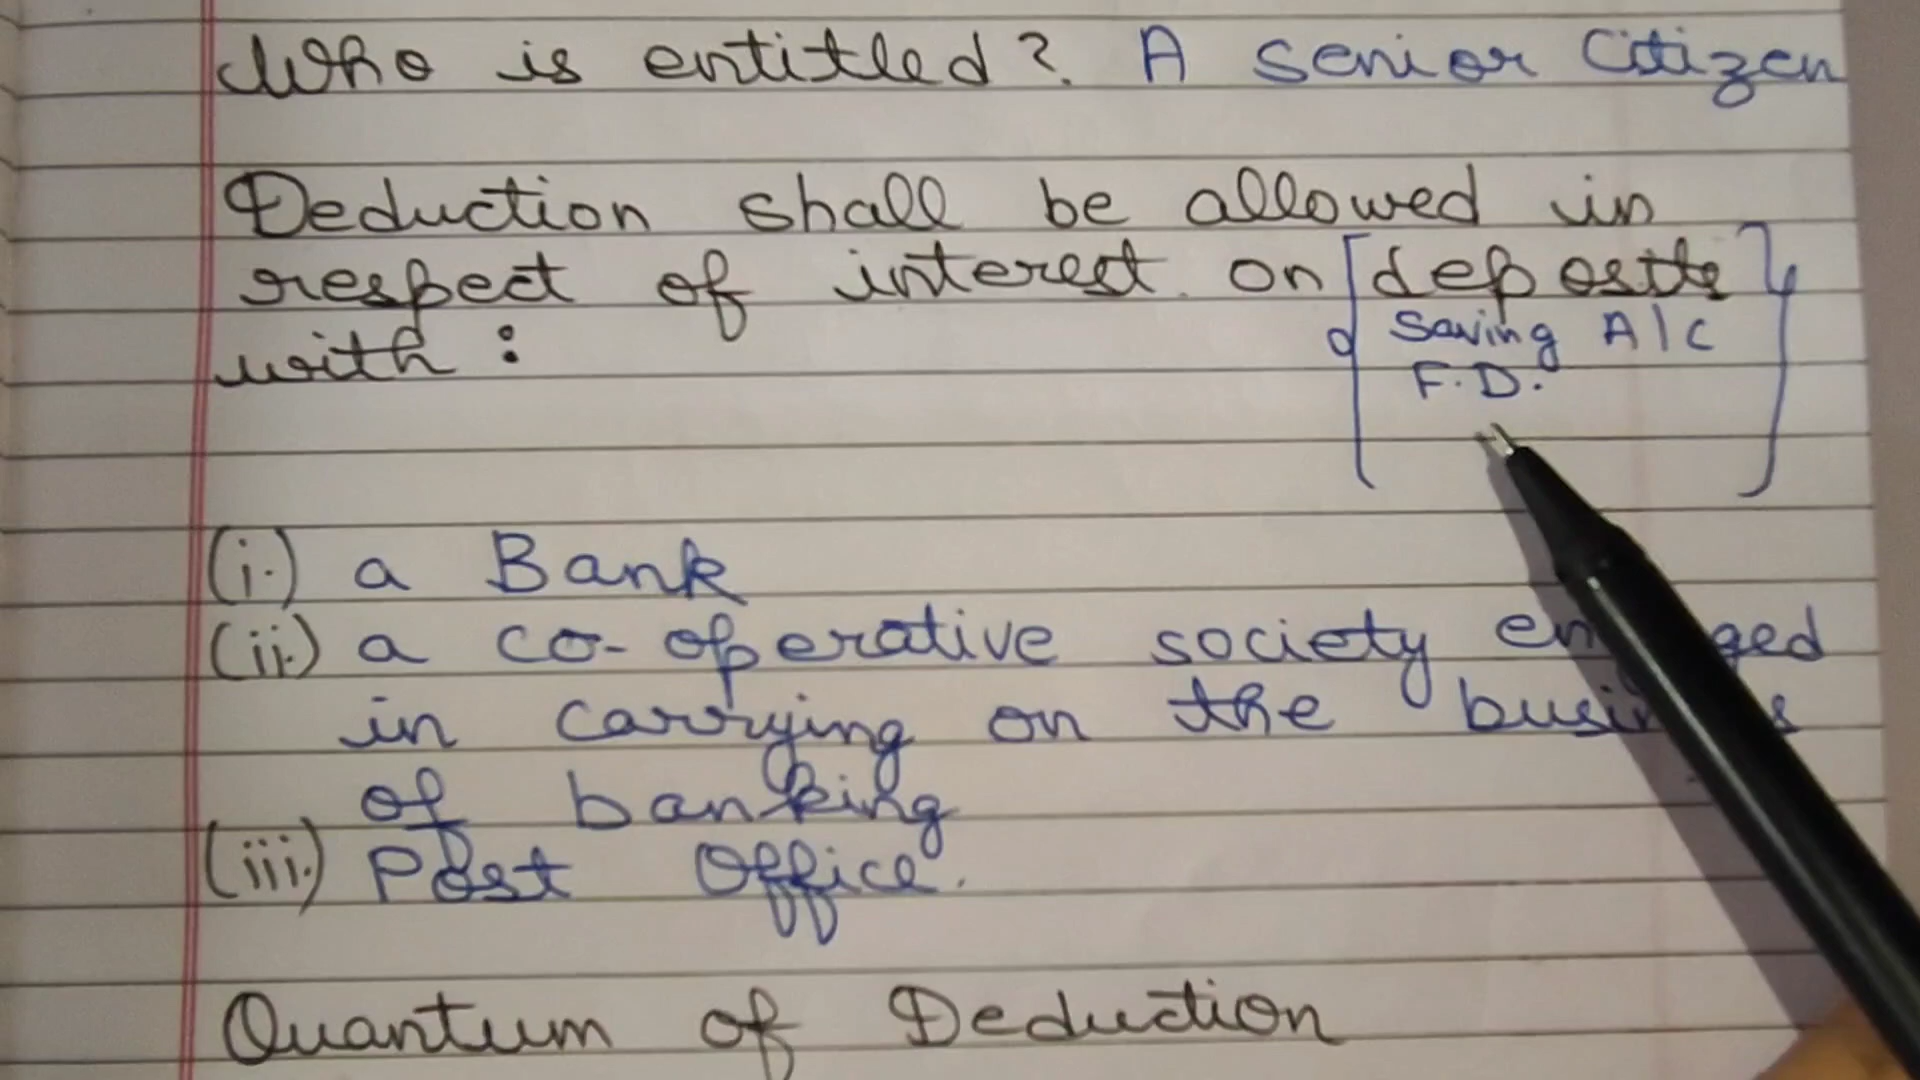 Who is entitled? A senior Citizen
Deduction shall be allowed in
respect of interest on [deposits]
with : Saving A/C
F.D.
(i.) a Bank
(ii.) a co-operative society
in carrying on the
of banking
(iii.) Post Office.
Quantum of Deduction